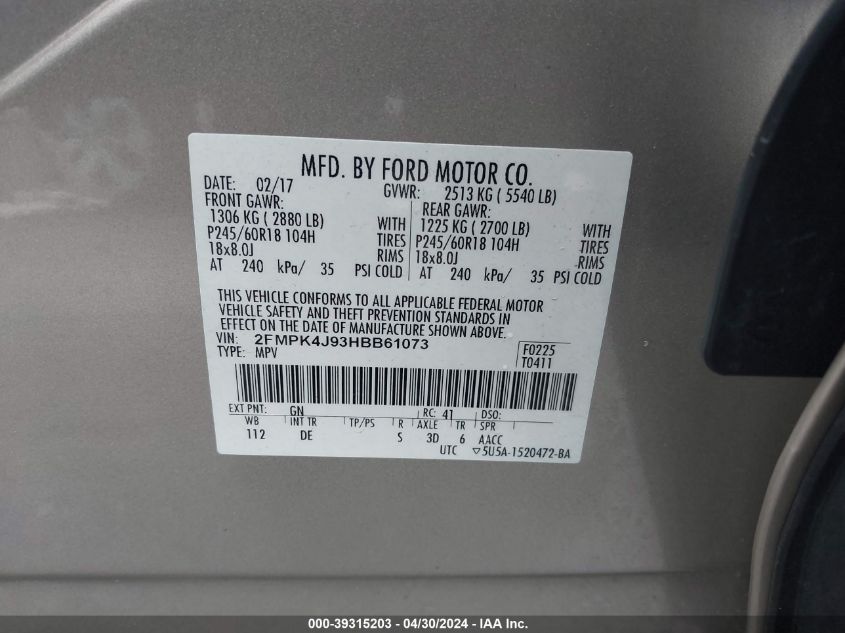 MFD. BY FORD MOTOR CO.
DATE: 02/17 GVWR: 2513 KG ( 5540 LB)
FRONT GAWR: REAR GAWR:
1306 KG ( 2880 LB) WITH 1225 KG ( 2700 LB) WITH
P245/60R18 104H TIRES P245/60R18 104H TIRES
18x8.0J RIMS 18x8.0J RIMS
AT 240 kPa/ 35 PSI COLD AT 240 kPa/ 35 PSI COLD
THIS VEHICLE CONFORMS TO ALL APPLICABLE FEDERAL MOTOR
VEHICLE SAFETY AND THEFT PREVENTION STANDARDS IN
EFFECT ON THE DATE OF MANUFACTURE SHOWN ABOVE.
VIN: 2FMPK4J93HBB61073 F0225
TYPE: MPV T0411
EXT PNT: GN RC: 41 DSO:
WB INT TR TP/PS R AXLE TR SPR
112 DE S 3D 6 AACC
UTC ▽5U5A-1520472-BA
000-39315203 - 04/30/2024 - IAAI.com